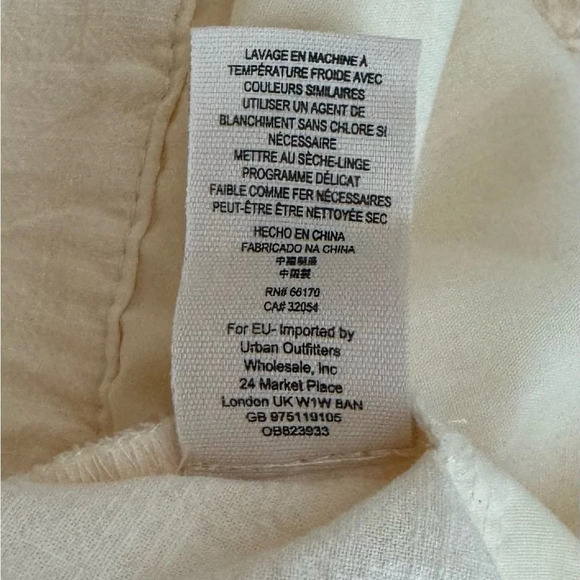 LAVAGE EN MACHINE À
TEMPÉRATURE FROIDE AVEC
COULEURS SIMILAIRES
UTILISER UN AGENT DE
BLANCHIMENT SANS CHLORE SI
NÉCESSAIRE
METTRE AU SÈCHE-LINGE
PROGRAMME DÉLICAT
FAIBLE COMME FER NÉCESSAIRES
PEUT-ÊTRE ÊTRE NETTOYÉE SEC
HECHO EN CHINA
FABRICADO NA CHINA
中國製造
中国製
RN# 66170
CA# 32054
For EU- Imported by
Urban Outfitters
Wholesale, Inc
24 Market Place
London UK W1W 8AN
GB 975119105
OB823933